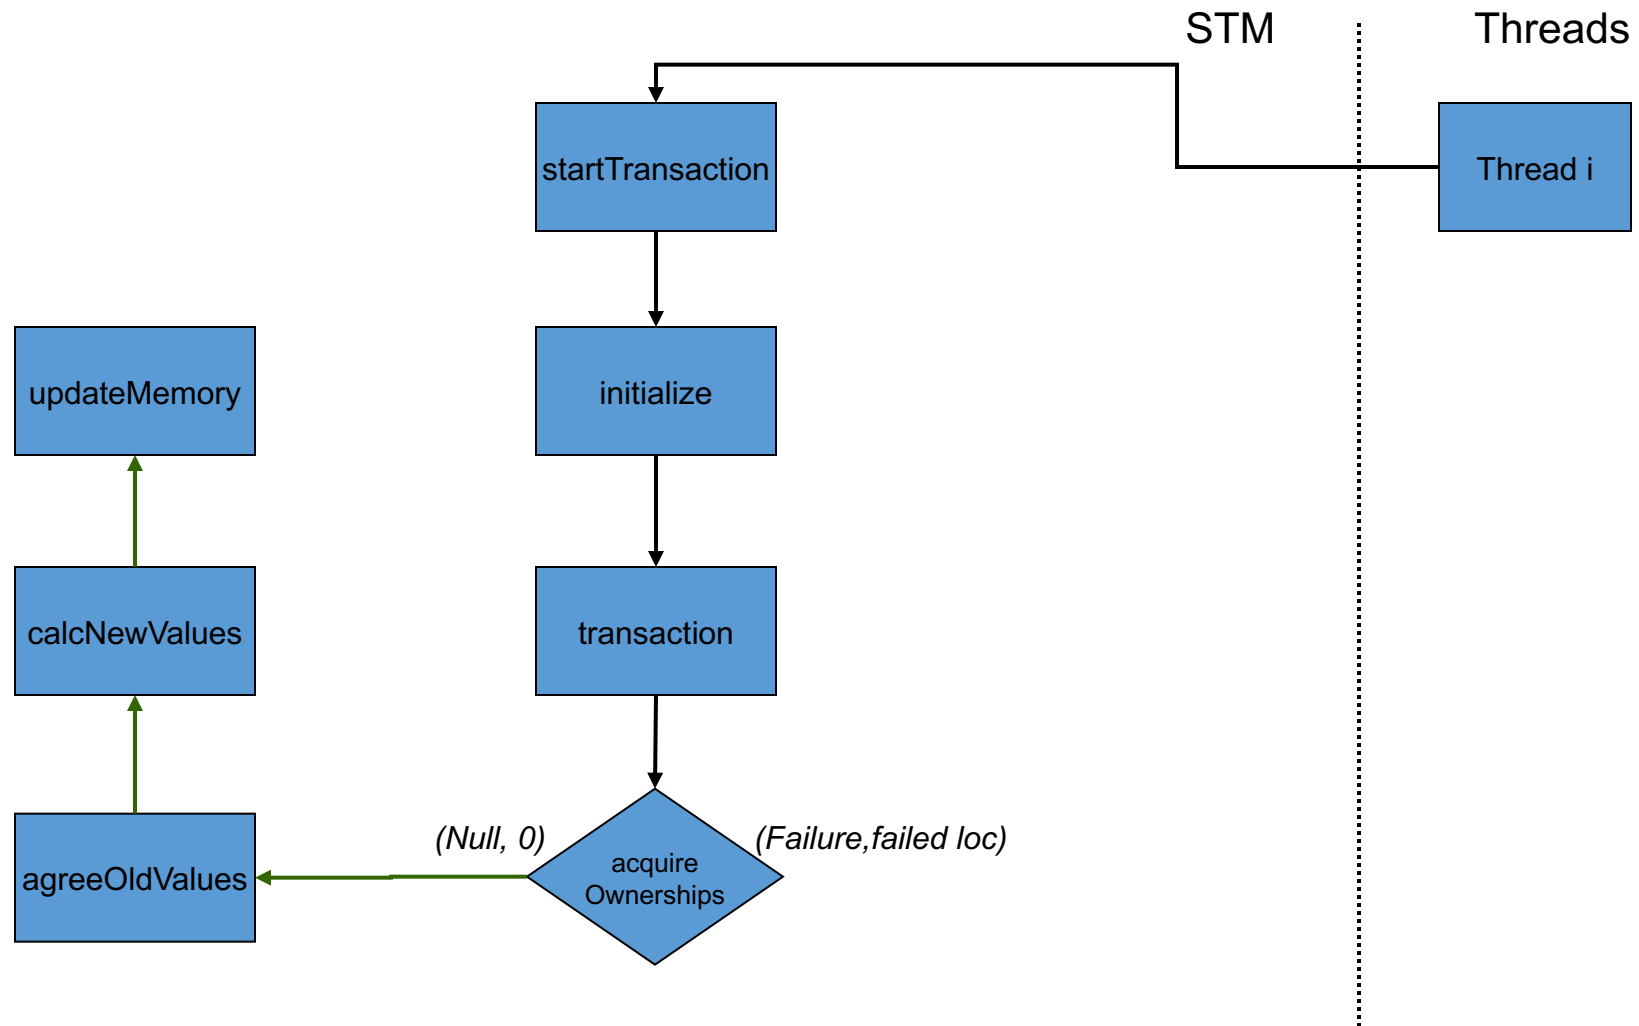 STM
Threads
startTransaction
Thread i
updateMemory
initialize
calcNewValues
transaction
(Null, 0)
(Failure,failed loc)
agreeOldValues
acquire
Ownerships